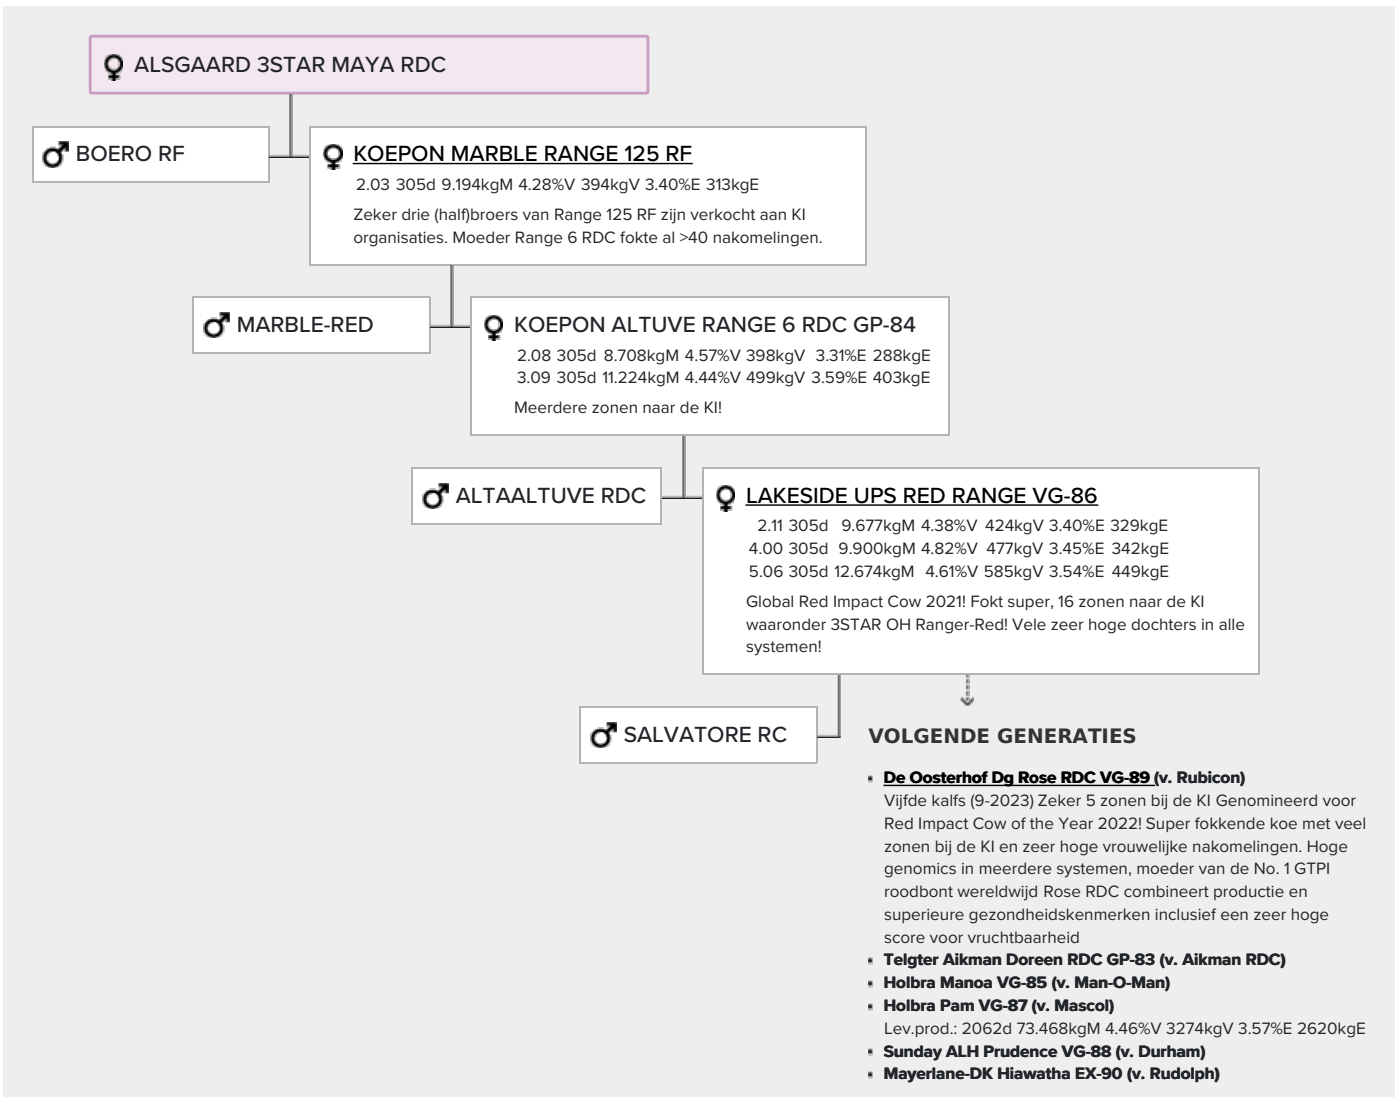 ALSGAARD 3STAR MAYA RDC
BOERO RF
KOEPON MARBLE RANGE 125 RF
2.03 305d 9.194kgM 4.28%V 394kgV 3.40%E 313kgE
Zeker drie (half)broers van Range 125 RF zijn verkocht aan KI
organisaties. Moeder Range 6 RDC fokte al >40 nakomelingen.
MARBLE-RED
KOEPON ALTUVE RANGE 6 RDC GP-84
2.08 305d 8.708kgM 4.57%V 398kgV 3.31%E 288kgE
3.09 305d 11.224kgM 4.44%V 499kgV 3.59%E 403kgE
Meerdere zonen naar de KI!
ALTAALTUVE RDC
LAKESIDE UPS RED RANGE VG-86
2.11 305d 9.677kgM 4.38%V 424kgV 3.40%E 329kgE
4.00 305d 9.900kgM 4.82%V 477kgV 3.45%E 342kgE
5.06 305d 12.674kgM 4.61%V 585kgV 3.54%E 449kgE
Global Red Impact Cow 2021! Fokt super, 16 zonen naar de KI
waaronder 3STAR OH Ranger-Red! Vele zeer hoge dochters in alle
systemen!
SALVATORE RC
VOLGENDE GENERATIES
▪ De Oosterhof Dg Rose RDC VG-89 (v. Rubicon)
Vijfde kalfs (9-2023) Zeker 5 zonen bij de KI Genomineerd voor
Red Impact Cow of the Year 2022! Super fokkende koe met veel
zonen bij de KI en zeer hoge vrouwelijke nakomelingen. Hoge
genomics in meerdere systemen, moeder van de No. 1 GTPI
roodbont wereldwijd Rose RDC combineert productie en
superieure gezondheidskenmerken inclusief een zeer hoge
score voor vruchtbaarheid
▪ Telgter Aikman Doreen RDC GP-83 (v. Aikman RDC)
▪ Holbra Manoa VG-85 (v. Man-O-Man)
▪ Holbra Pam VG-87 (v. Mascol)
Lev.prod.: 2062d 73.468kgM 4.46%V 3274kgV 3.57%E 2620kgE
▪ Sunday ALH Prudence VG-88 (v. Durham)
▪ Mayerlane-DK Hiawatha EX-90 (v. Rudolph)